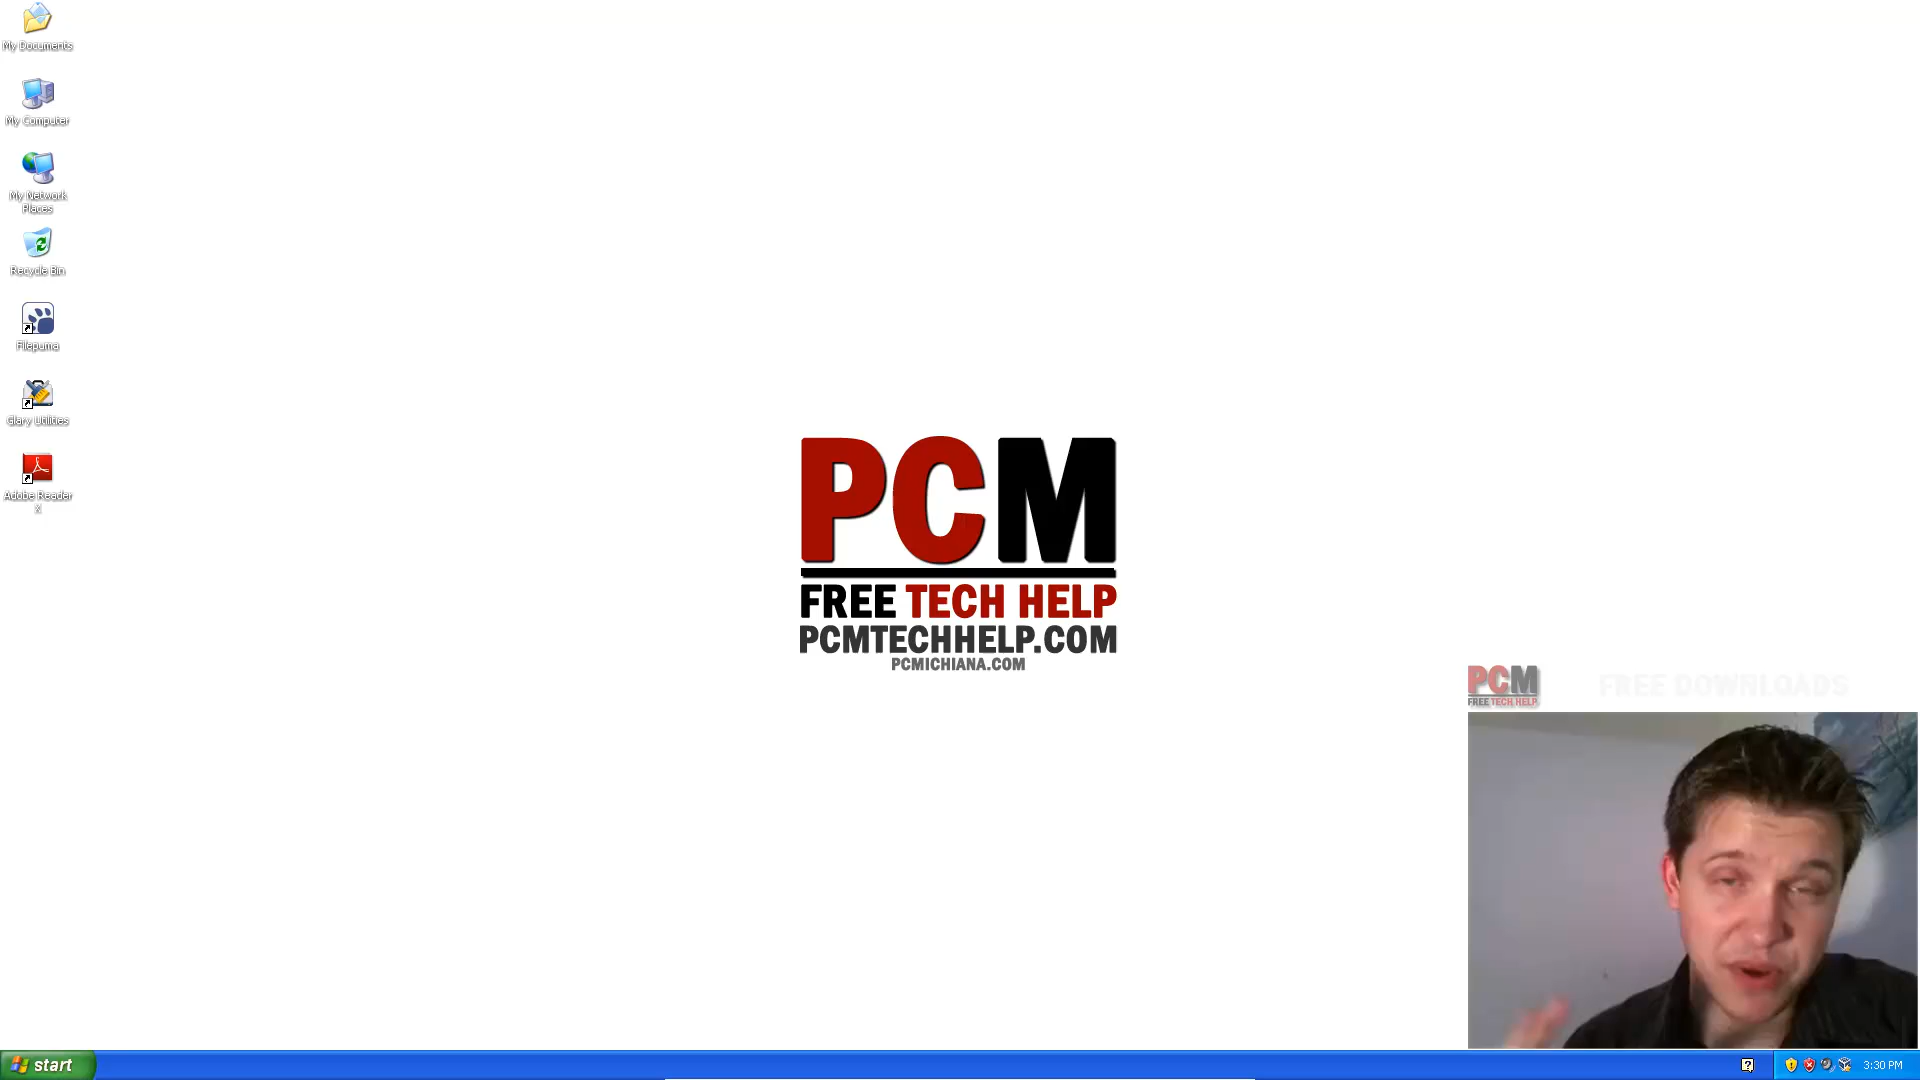 My Documents
My Computer
My Network
Places
Recycle Bin
Filepuma
Glary Utilities
Adobe Reader
X
PCM
FREE TECH HELP
PCMTECHHELP.COM
PCMICHIANA.COM
PCM
FREE TECH HELP
FREE DOWNLOADS
start
3:30 PM